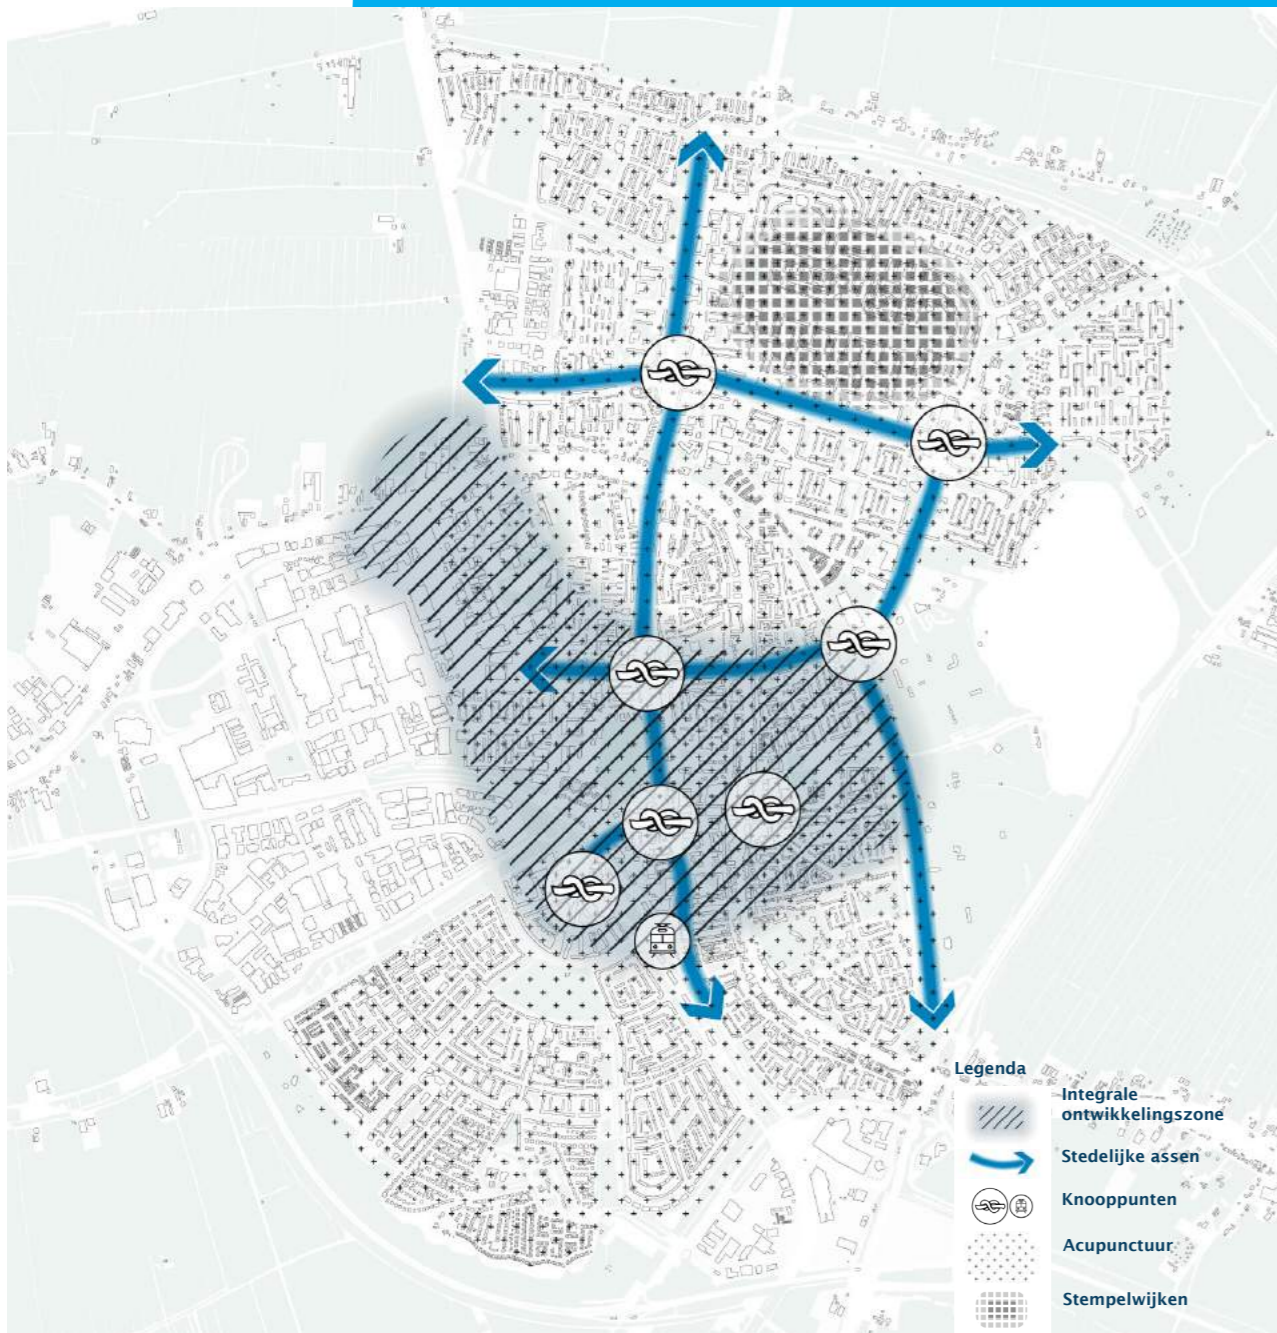 Legenda
Integrale
ontwikkelingszone
Stedelijke assen
Knooppunten
Acupunctuur
Stempelwijken